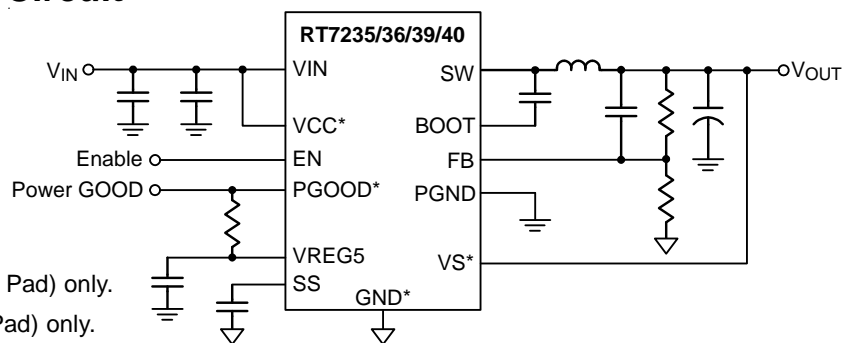 RT7235/36/39/40
VIN VIN SW VOUT
VCC* BOOT
Enable EN FB
Power GOOD PGOOD* PGND
VREG5 VS*
Pad) only.
SS
GND*
Pad) only.